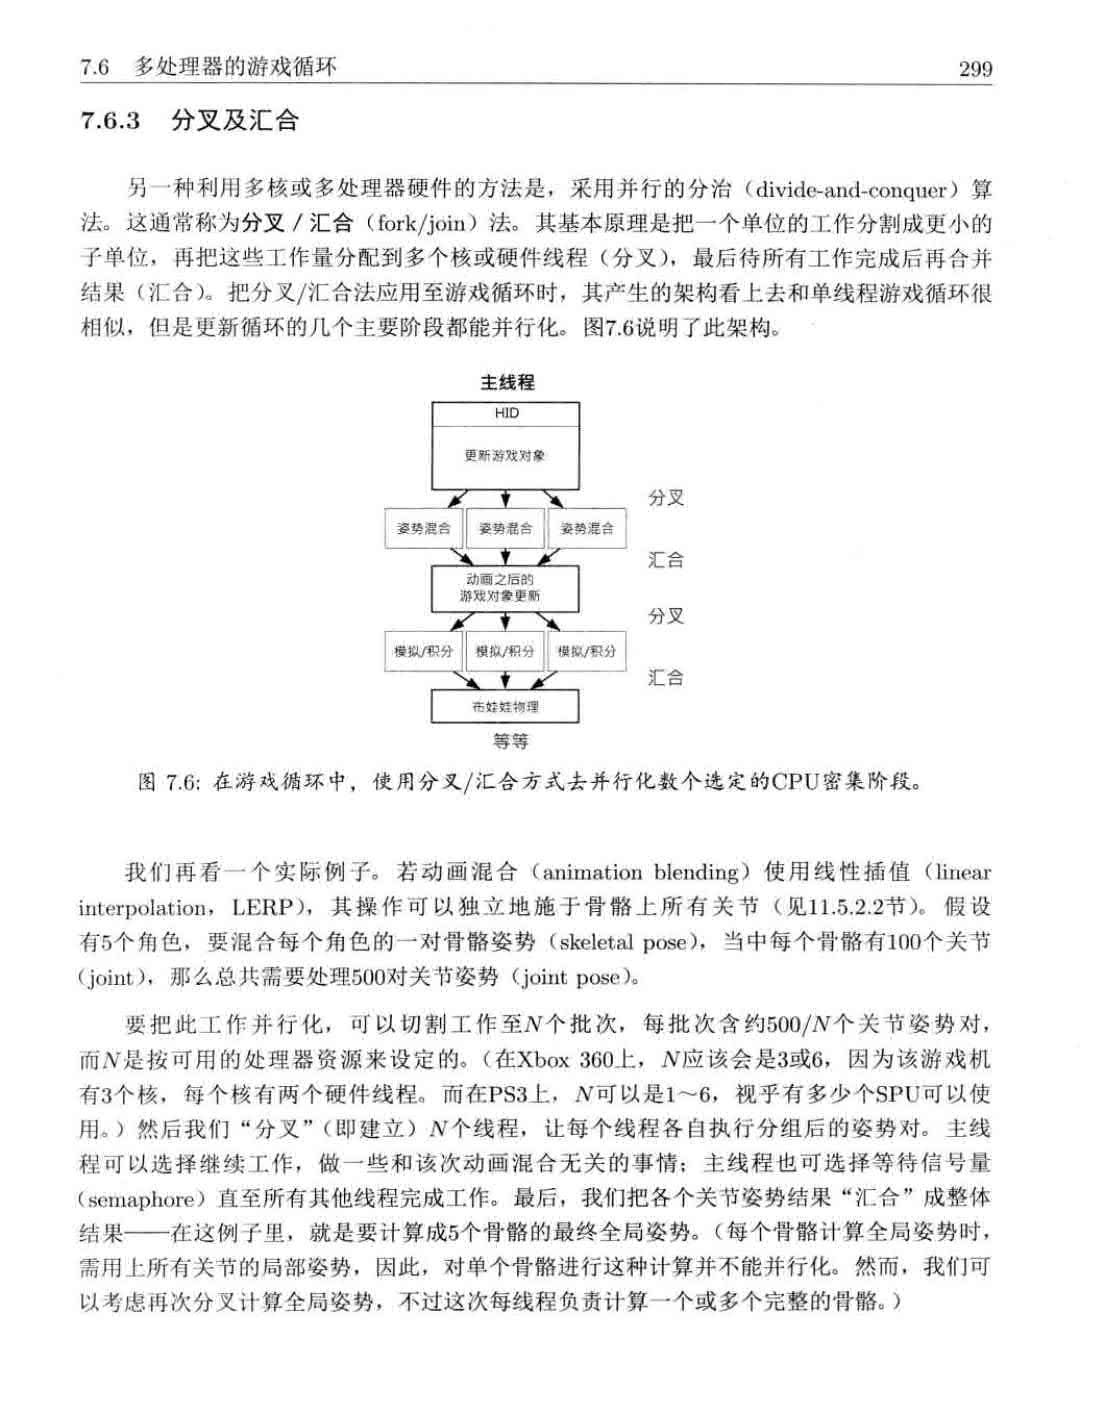 7.6 多处理器的游戏循环 299
7.6.3 分叉及汇合
另一种利用多核或多处理器硬件的方法是，采用并行的分治（divide-and-conquer）算
法。这通常称为分叉 / 汇合（fork/join）法。其基本原理是把一个单位的工作分割成更小的
子单位，再把这些工作量分配到多个核或硬件线程（分叉），最后待所有工作完成后再合并
结果（汇合）。把分叉/汇合法应用至游戏循环时，其产生的架构看上去和单线程游戏循环很
相似，但是更新循环的几个主要阶段都能并行化。图7.6说明了此架构。
主线程
HID
更新游戏对象
分叉
姿势混合 姿势混合 姿势混合
汇合
动画之后的
游戏对象更新
分叉
模拟/积分 模拟/积分 模拟/积分
汇合
布娃娃物理
等等
图 7.6: 在游戏循环中，使用分叉/汇合方式去并行化数个选定的CPU密集阶段。
我们再看一个实际例子。若动画混合（animation blending）使用线性插值（linear
interpolation，LERP），其操作可以独立地施于骨骼上所有关节（见11.5.2.2节）。假设
有5个角色，要混合每个角色的一对骨骼姿势（skeletal pose），当中每个骨骼有100个关节
（joint），那么总共需要处理500对关节姿势（joint pose）。
要把此工作并行化，可以切割工作至N个批次，每批次含约500/N个关节姿势对，
而N是按可用的处理器资源来设定的。（在Xbox 360上，N应该会是3或6，因为该游戏机
有3个核，每个核有两个硬件线程。而在PS3上，N可以是1～6，视乎有多少个SPU可以使
用。）然后我们“分叉”（即建立）N个线程，让每个线程各自执行分组后的姿势对。主线
程可以选择继续工作，做一些和该次动画混合无关的事情；主线程也可选择等待信号量
（semaphore）直至所有其他线程完成工作。最后，我们把各个关节姿势结果“汇合”成整体
结果——在这例子里，就是要计算成5个骨骼的最终全局姿势。（每个骨骼计算全局姿势时，
需用上所有关节的局部姿势，因此，对单个骨骼进行这种计算并不能并行化。然而，我们可
以考虑再次分叉计算全局姿势，不过这次每线程负责计算一个或多个完整的骨骼。）